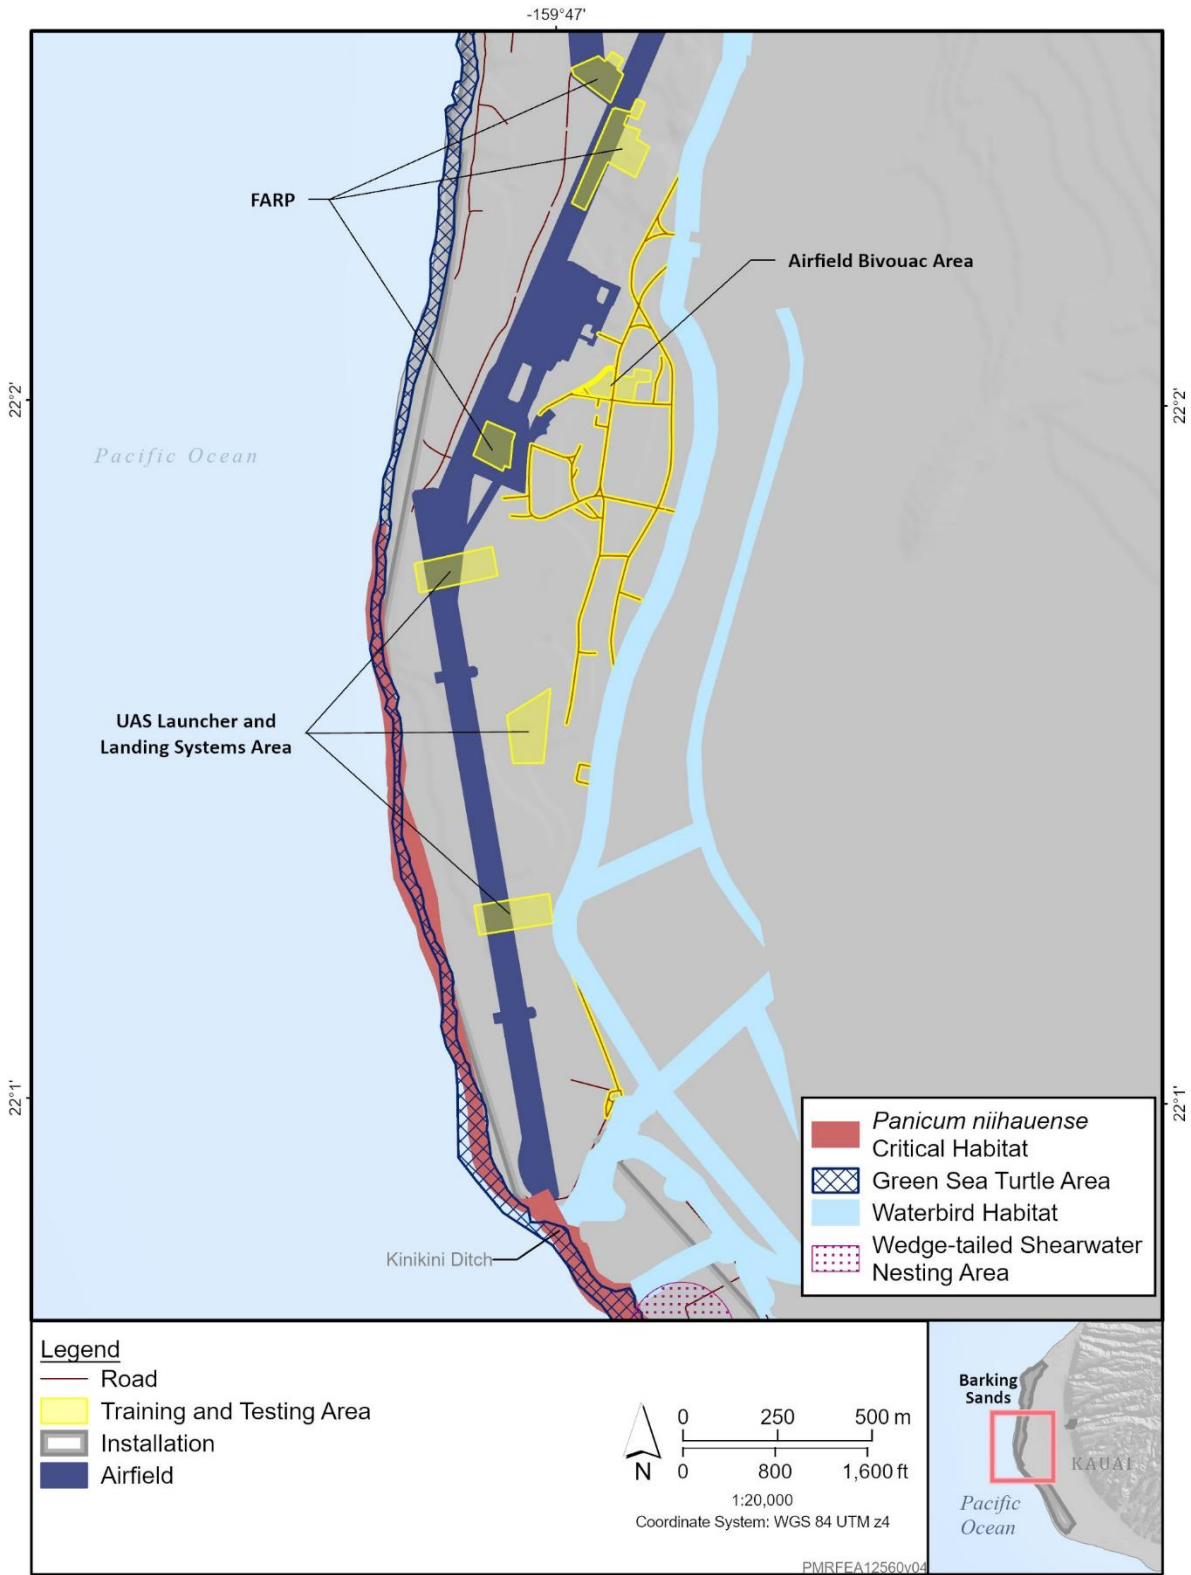 -159°47'
FARP
Airfield Bivouac Area
22°2'
22°2'
Pacific Ocean
UAS Launcher and
Landing Systems Area
22°1'
22°1'
Kinikini Ditch
Panicum niihauense
Critical Habitat
Green Sea Turtle Area
Waterbird Habitat
Wedge-tailed Shearwater
Nesting Area
Legend
Road
Training and Testing Area
Installation
Airfield
N
0 250 500 m
0 800 1,600 ft
1:20,000
Coordinate System: WGS 84 UTM z4
PMRFEA12560v04
Barking
Sands
KAUAI
Pacific
Ocean